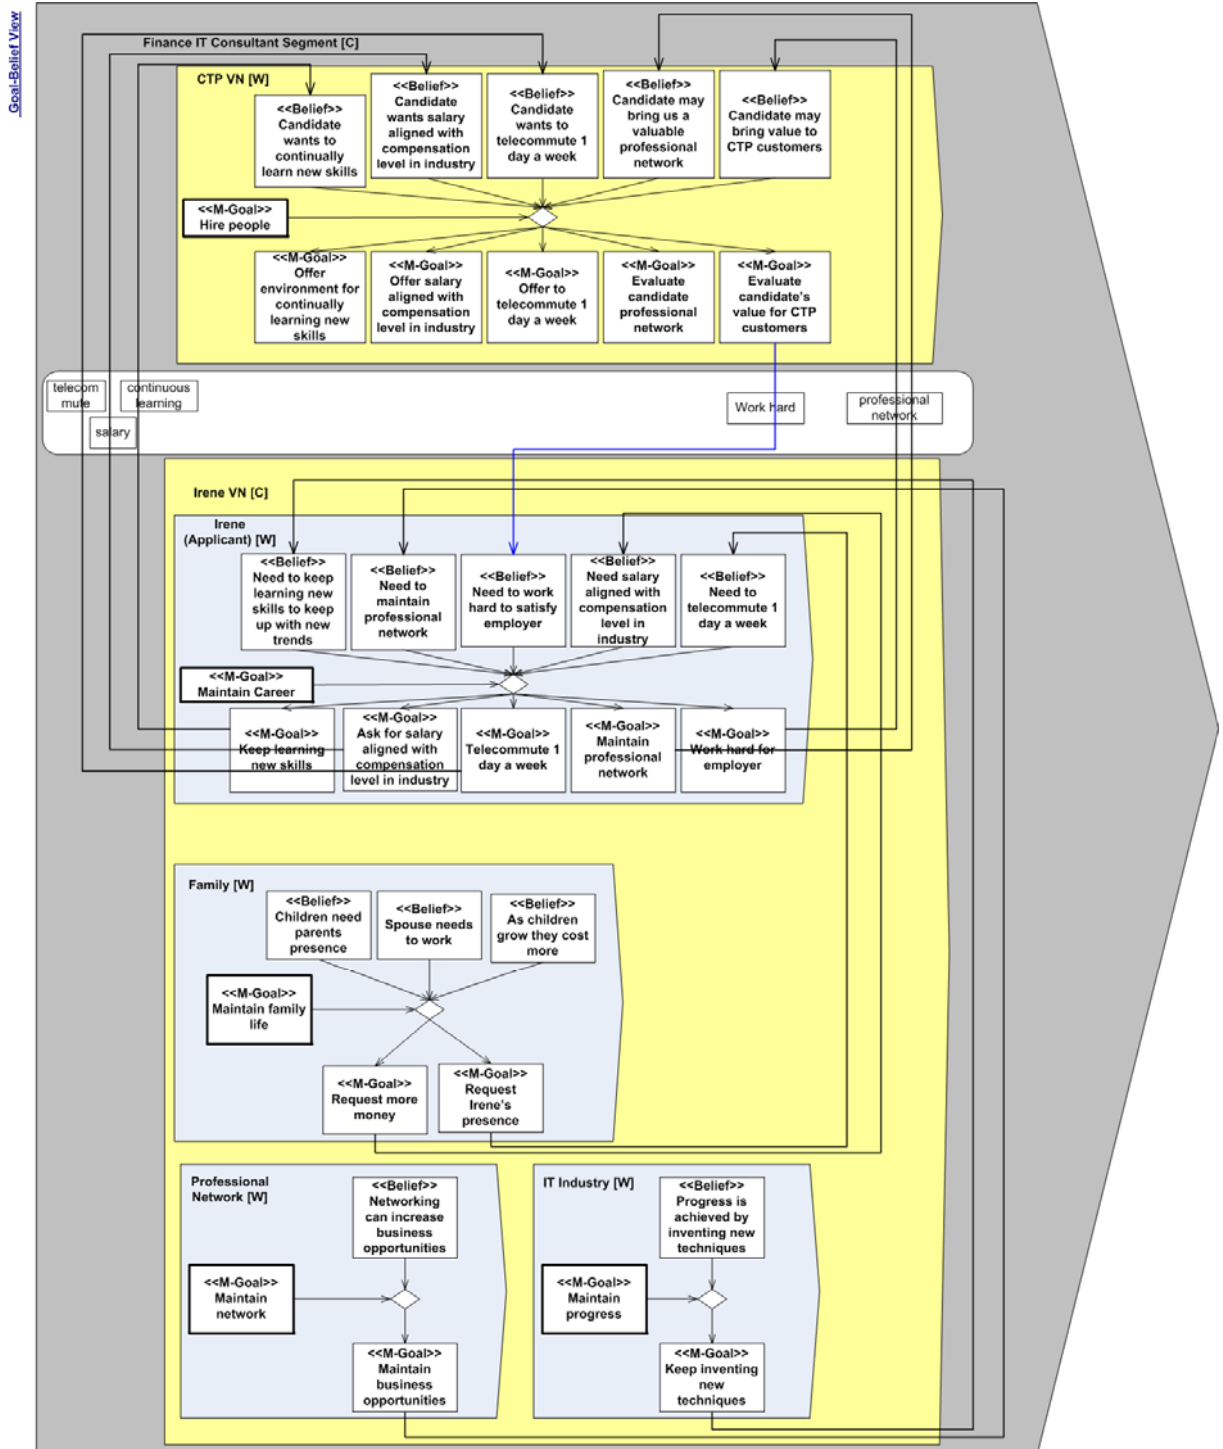 Goal-Belief View
Finance IT Consultant Segment [C]
CTP VN [W]
<<Belief>>
Candidate
wants to
continually
learn new skills
<<Belief>>
Candidate
wants salary
aligned with
compensation
level in industry
<<Belief>>
Candidate
wants to
telecommute 1
day a week
<<Belief>>
Candidate may
bring us a
valuable
professional
network
<<Belief>>
Candidate may
bring value to
CTP customers
<<M-Goal>>
Hire people
<<M-Goal>>
Offer
environment for
continually
learning new
skills
<<M-Goal>>
Offer salary
aligned with
compensation
level in industry
<<M-Goal>>
Offer to
telecommute 1
day a week
<<M-Goal>>
Evaluate
candidate
professional
network
<<M-Goal>>
Evaluate
candidate's
value for CTP
customers
telecom
mute
continuous
learning
salary
Work hard
professional
network
Irene VN [C]
Irene
(Applicant) [W]
<<Belief>>
Need to keep
learning new
skills to keep
up with new
trends
<<Belief>>
Need to
maintain
professional
network
<<Belief>>
Need to work
hard to satisfy
employer
<<Belief>>
Need salary
aligned with
compensation
level in
industry
<<Belief>>
Need to
telecommute 1
day a week
<<M-Goal>>
Maintain Career
<<M-Goal>>
Keep learning
new skills
<<M-Goal>>
Ask for salary
aligned with
compensation
level in industry
<<M-Goal>>
Telecommute 1
day a week
<<M-Goal>>
Maintain
professional
network
<<M-Goal>>
Work hard for
employer
Family [W]
<<Belief>>
Children need
parents
presence
<<Belief>>
Spouse needs
to work
<<Belief>>
As children
grow they cost
more
<<M-Goal>>
Maintain family
life
<<M-Goal>>
Request more
money
<<M-Goal>>
Request
Irene's
presence
Professional
Network [W]
<<Belief>>
Networking
can increase
business
opportunities
<<M-Goal>>
Maintain
network
<<M-Goal>>
Maintain
business
opportunities
IT Industry [W]
<<Belief>>
Progress is
achieved by
inventing new
techniques
<<M-Goal>>
Maintain
progress
<<M-Goal>>
Keep inventing
new
techniques